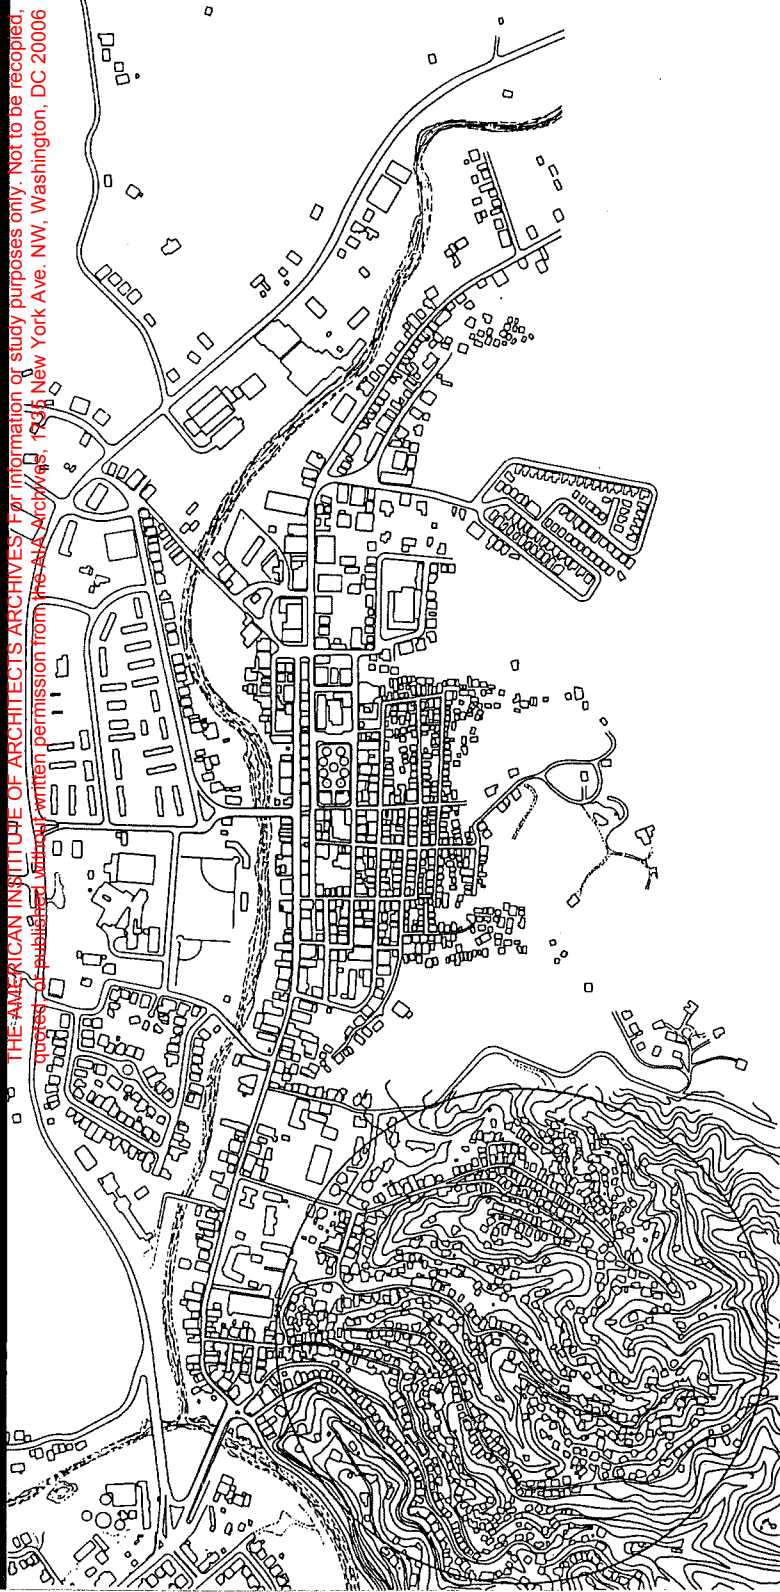 THE AMERICAN INSTITUTE OF ARCHITECTS ARCHIVES: For information or study purposes only. Not to be recopied,
quoted, or published without written permission from the AIA Archives, 1735 New York Ave. NW, Washington, DC 20006